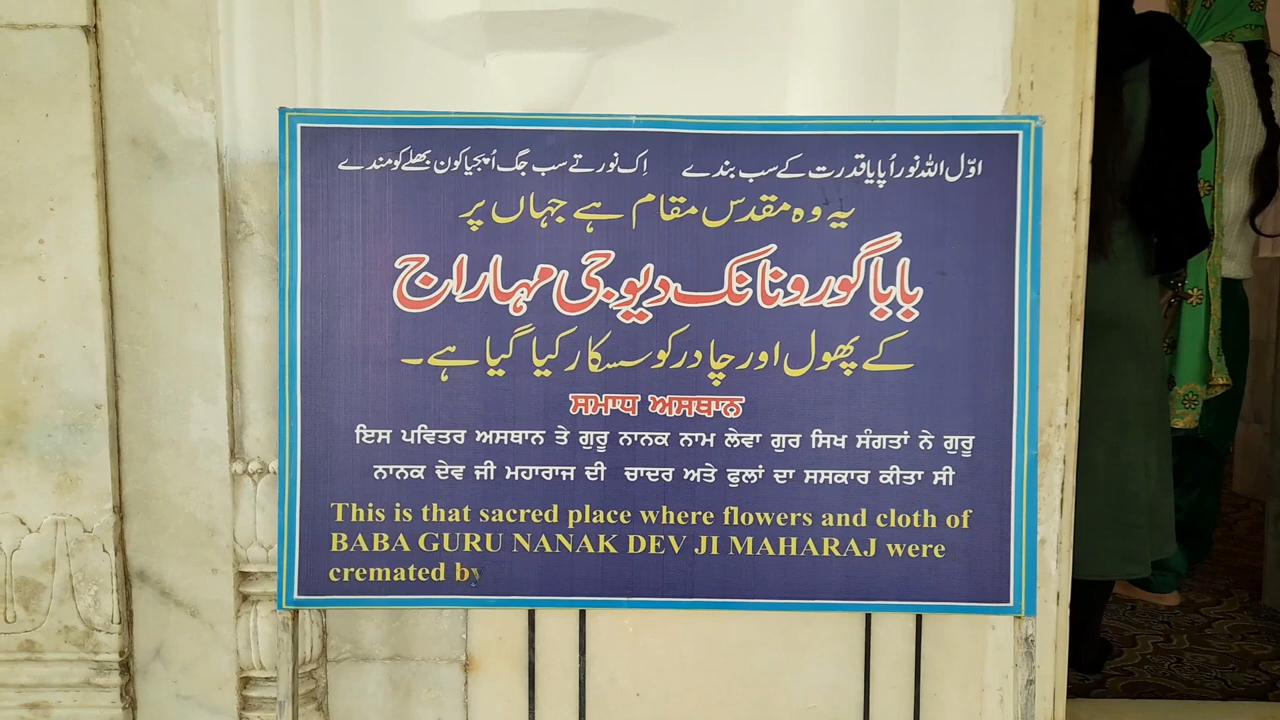 اوّل اللہ نور اُپایا قدرت کے سب بندے اِک نور تے سب جگ اُپجیا کون بھلے کو مندے
یہ وہ مقدس مقام ہے جہاں پر
بابا گورو نانک دیو جی مہاراج
کے پھول اور چادر کو سسکار کیا گیا ہے۔
ਸਮਾਧ ਅਸਥਾਨ
ਇਸ ਪਵਿਤਰ ਅਸਥਾਨ ਤੇ ਗੁਰੂ ਨਾਨਕ ਨਾਮ ਲੇਵਾ ਗੁਰ ਸਿਖ ਸੰਗਤਾਂ ਨੇ ਗੁਰੂ
ਨਾਨਕ ਦੇਵ ਜੀ ਮਹਾਰਾਜ ਦੀ ਚਾਦਰ ਅਤੇ ਫੁਲਾਂ ਦਾ ਸਸਕਾਰ ਕੀਤਾ ਸੀ
This is that sacred place where flowers and cloth of
BABA GURU NANAK DEV JI MAHARAJ were
cremated by